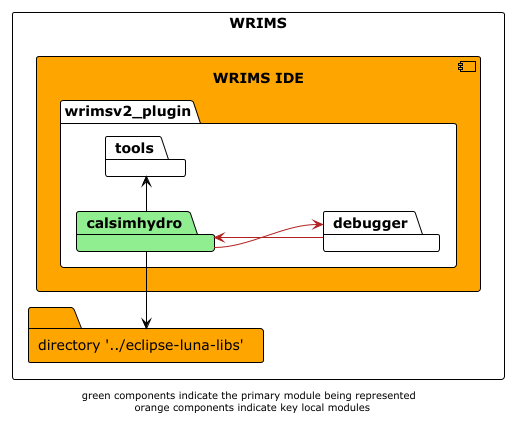 WRIMS
WRIMS IDE
wrimsv2_plugin
tools
calsimhydro
debugger
directory '../eclipse-luna-libs'
green components indicate the primary module being represented
orange components indicate key local modules